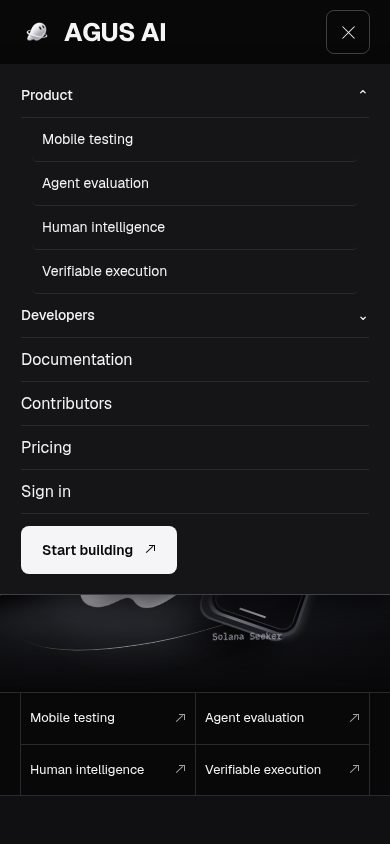 AGUS AI
Product
Mobile testing
Agent evaluation
Human intelligence
Verifiable execution
Developers
Documentation
Contributors
Pricing
Sign in
Start building
Solana Seeker
Mobile testing
Agent evaluation
Human intelligence
Verifiable execution